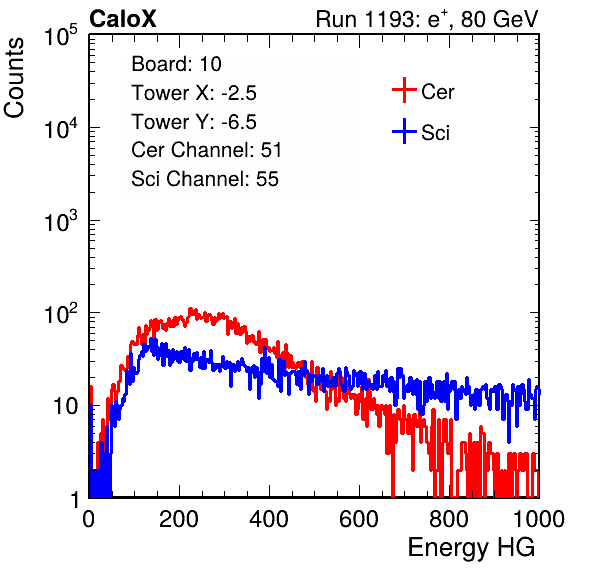 CaloX Run 1193: e⁺, 80 GeV
Board: 10
Tower X: -2.5
Tower Y: -6.5
Cer Channel: 51
Sci Channel: 55
Cer
Sci
Counts
10⁵
10⁴
10³
10²
10
1
0 200 400 600 800 1000
Energy HG